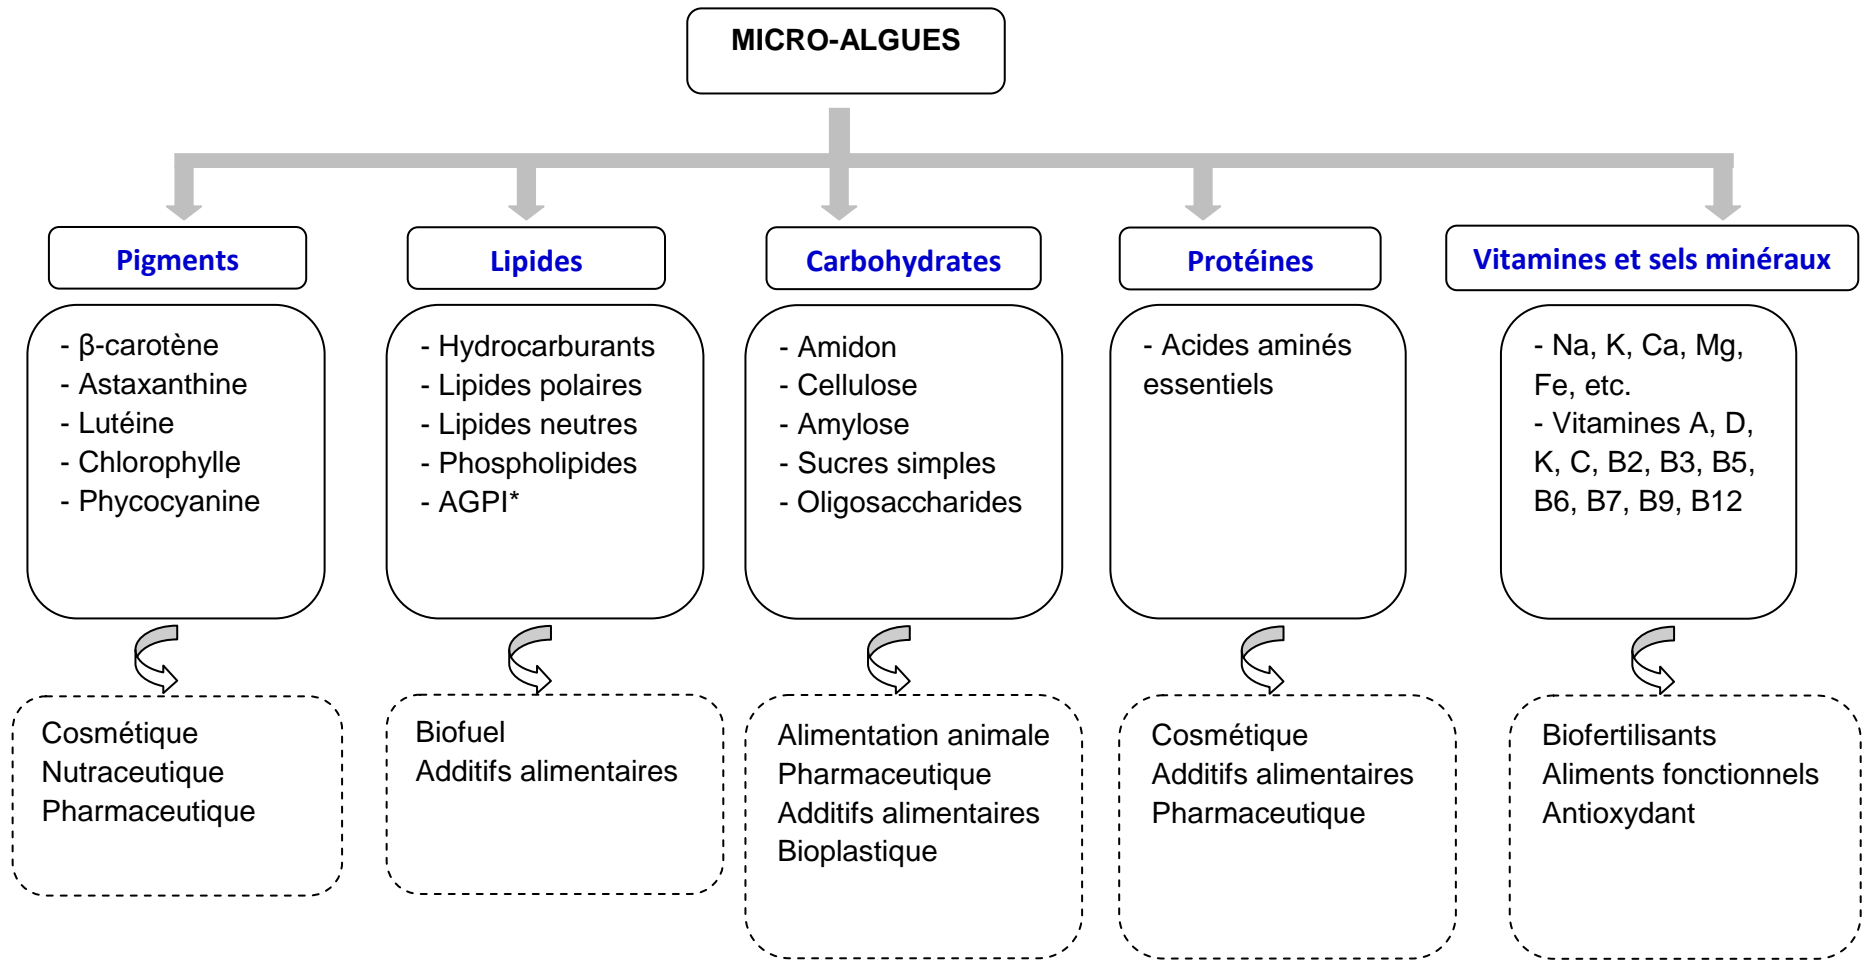 MICRO-ALGUES
Pigments
- β-carotène
- Astaxanthine
- Lutéine
- Chlorophylle
- Phycocyanine
Cosmétique
Nutraceutique
Pharmaceutique
Lipides
- Hydrocarburants
- Lipides polaires
- Lipides neutres
- Phospholipides
- AGPI*
Biofuel
Additifs alimentaires
Carbohydrates
- Amidon
- Cellulose
- Amylose
- Sucres simples
- Oligosaccharides
Alimentation animale
Pharmaceutique
Additifs alimentaires
Bioplastique
Protéines
- Acides aminés
essentiels
Cosmétique
Additifs alimentaires
Pharmaceutique
Vitamines et sels minéraux
- Na, K, Ca, Mg,
Fe, etc.
- Vitamines A, D,
K, C, B2, B3, B5,
B6, B7, B9, B12
Biofertilisants
Aliments fonctionnels
Antioxydant